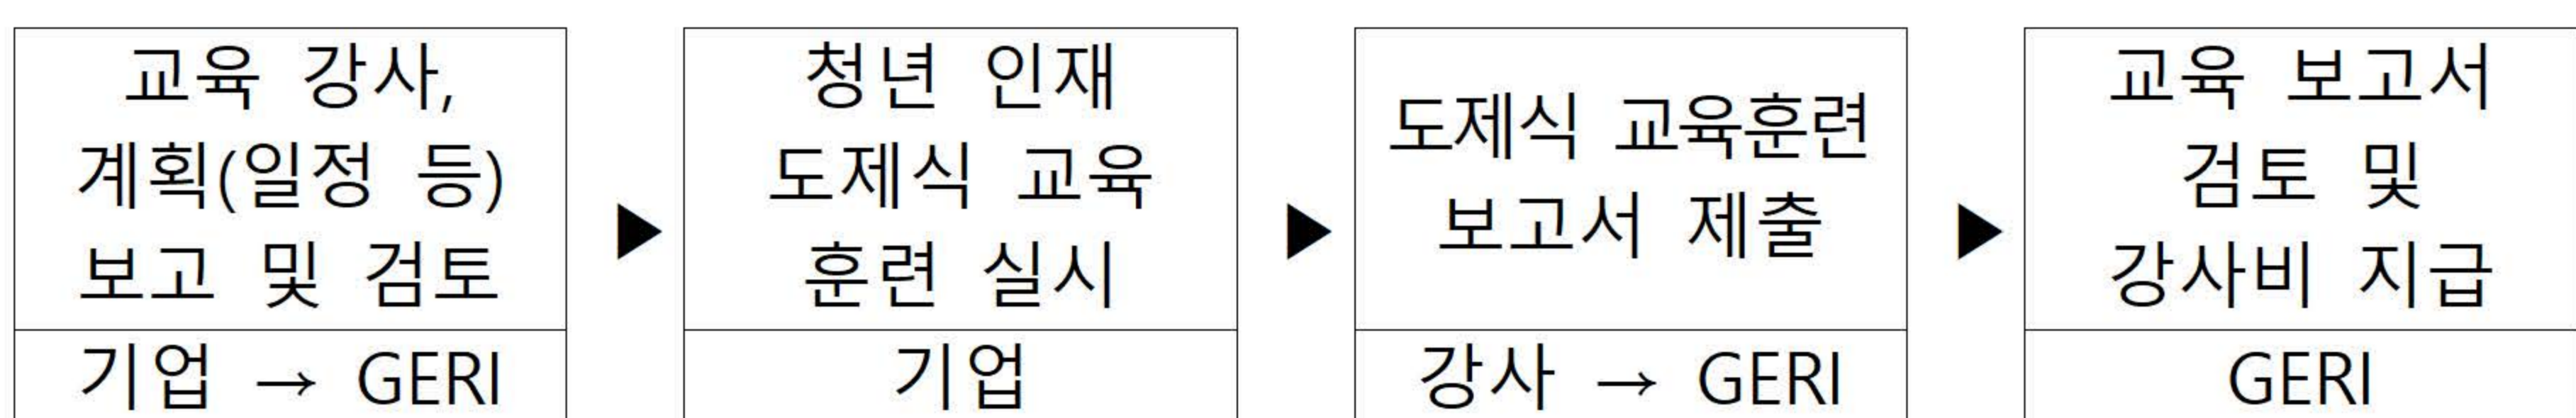 교육 강사,
계획(일정 등)
보고 및 검토
기업 → GERI
▶
청년 인재
도제식 교육
훈련 실시
기업
▶
도제식 교육훈련
보고서 제출
강사 → GERI
▶
교육 보고서
검토 및
강사비 지급
GERI